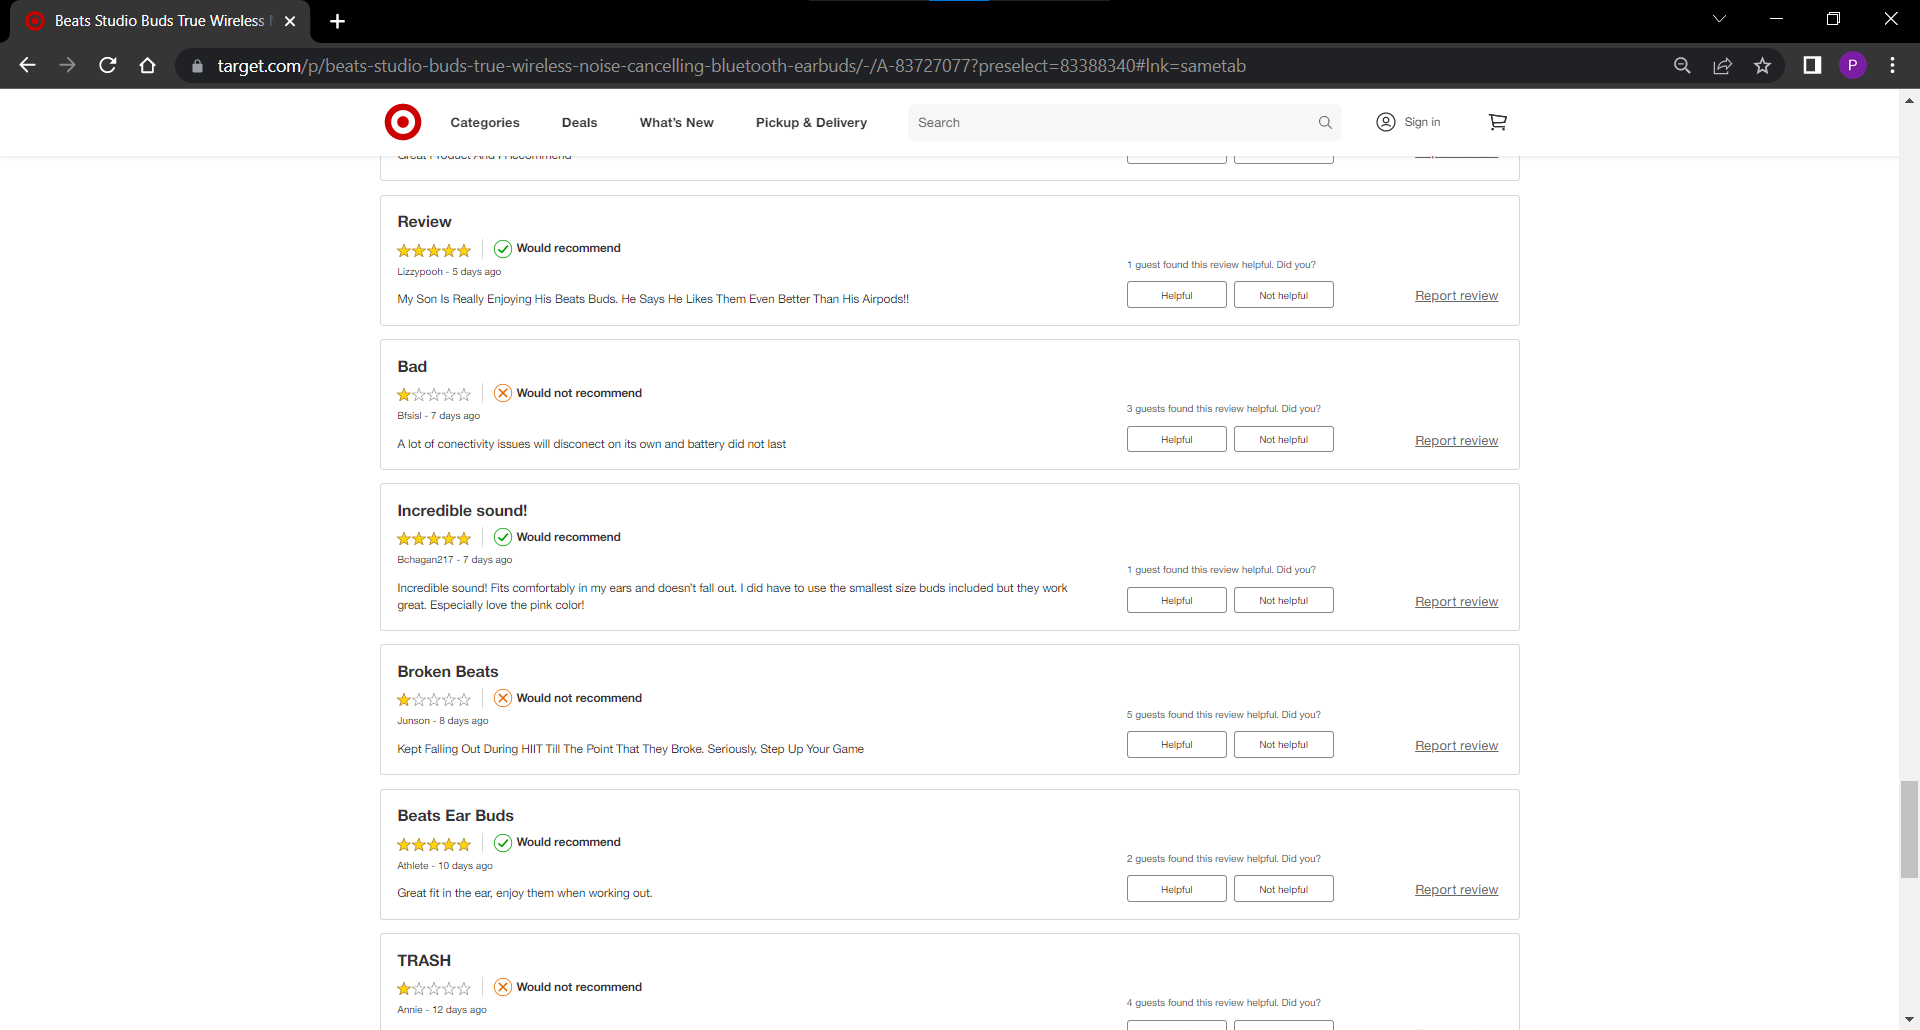 Beats Studio Buds True Wireless
target.com/p/beats-studio-buds-true-wireless-noise-cancelling-bluetooth-earbuds/-/A-83727077?preselect=83388340#lnk=sametab
P
Categories
Deals
What's New
Pickup & Delivery
Search
Sign in
Great Product And I Recommend
Review
Would recommend
Lizzypooh - 5 days ago
My Son Is Really Enjoying His Beats Buds. He Says He Likes Them Even Better Than His Airpods!!
1 guest found this review helpful. Did you?
Helpful
Not helpful
Report review
Bad
Would not recommend
Bfsisl - 7 days ago
A lot of conectivity issues will disconect on its own and battery did not last
3 guests found this review helpful. Did you?
Helpful
Not helpful
Report review
Incredible sound!
Would recommend
Bchagan217 - 7 days ago
Incredible sound! Fits comfortably in my ears and doesn't fall out. I did have to use the smallest size buds included but they work
great. Especially love the pink color!
1 guest found this review helpful. Did you?
Helpful
Not helpful
Report review
Broken Beats
Would not recommend
Junson - 8 days ago
Kept Falling Out During HIIT Till The Point That They Broke. Seriously, Step Up Your Game
5 guests found this review helpful. Did you?
Helpful
Not helpful
Report review
Beats Ear Buds
Would recommend
Athlete - 10 days ago
Great fit in the ear, enjoy them when working out.
2 guests found this review helpful. Did you?
Helpful
Not helpful
Report review
TRASH
Would not recommend
Annie - 12 days ago
4 guests found this review helpful. Did you?